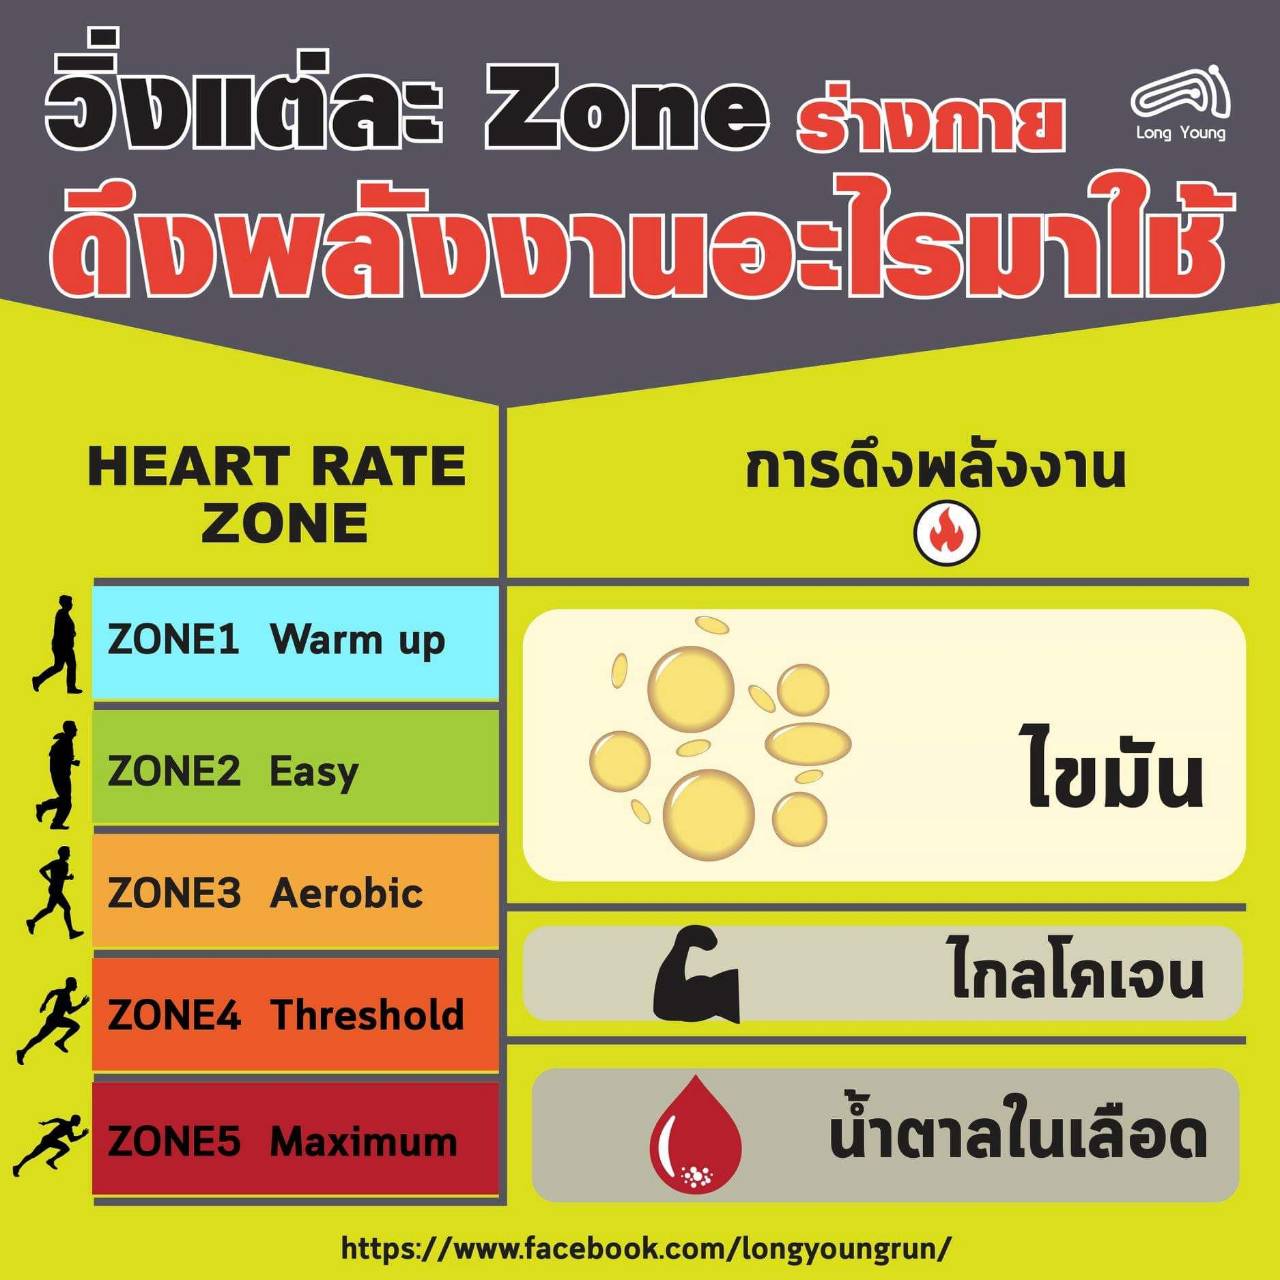 วิ่งแต่ละ Zone ร่างกาย
Long Young
ดึงพลังงานอะไรมาใช้
HEART RATE
ZONE
การดึงพลังงาน
ZONE1 Warm up
ZONE2 Easy
ZONE3 Aerobic
ZONE4 Threshold
ZONE5 Maximum
ไขมัน
ไกลโคเจน
น้ำตาลในเลือด
https://www.facebook.com/longyoungrun/